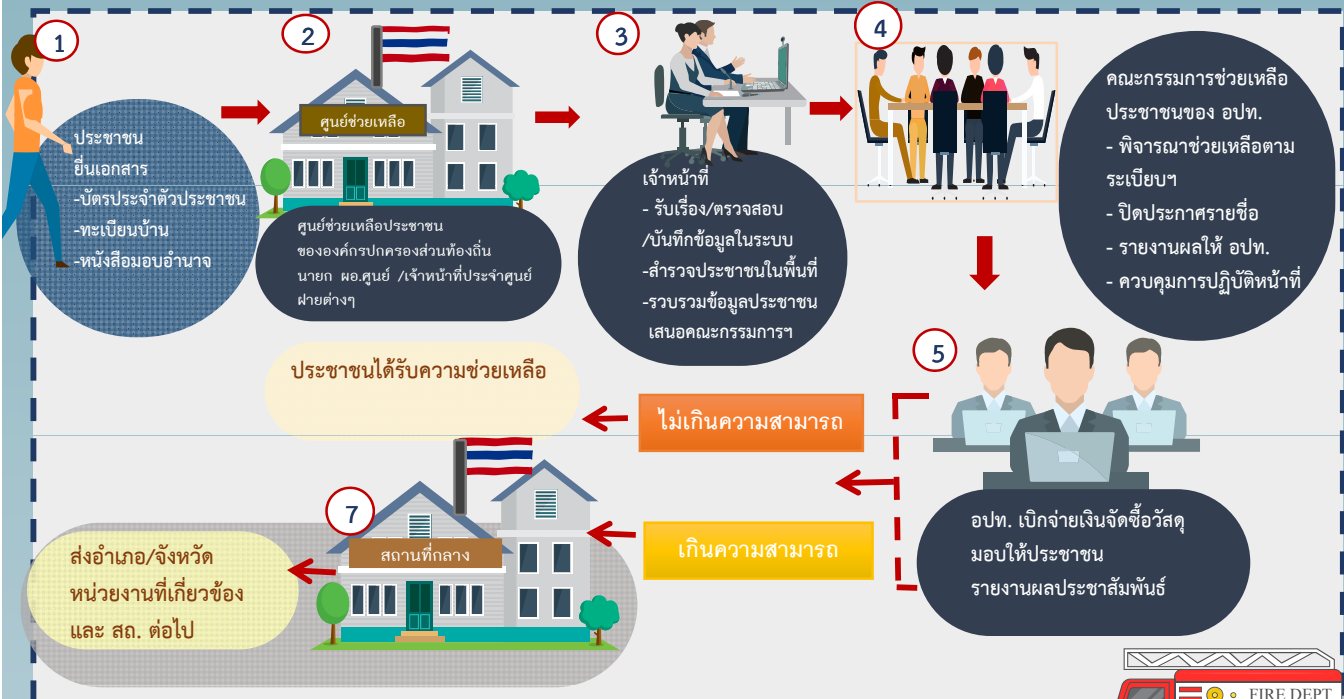 1
ประชาชน
ยื่นเอกสาร
-บัตรประจำตัวประชาชน
-ทะเบียนบ้าน
-หนังสือมอบอำนาจ
2
ศูนย์ช่วยเหลือ
ศูนย์ช่วยเหลือประชาชน
ขององค์กรปกครองส่วนท้องถิ่น
นายก ผอ.ศูนย์ /เจ้าหน้าที่ประจำศูนย์
ฝ่ายต่างๆ
3
เจ้าหน้าที่
- รับเรื่อง/ตรวจสอบ
/บันทึกข้อมูลในระบบ
-สำรวจประชาชนในพื้นที่
-รวบรวมข้อมูลประชาชน
เสนอคณะกรรมการฯ
4
คณะกรรมการช่วยเหลือ
ประชาชนของ อปท.
- พิจารณาช่วยเหลือตาม
ระเบียบฯ
- ปิดประกาศรายชื่อ
- รายงานผลให้ อปท.
- ควบคุมการปฏิบัติหน้าที่
5
อปท. เบิกจ่ายเงินจัดซื้อวัสดุ
มอบให้ประชาชน
รายงานผลประชาสัมพันธ์
ไม่เกินความสามารถ
ประชาชนได้รับความช่วยเหลือ
เกินความสามารถ
7
สถานที่กลาง
ส่งอำเภอ/จังหวัด
หน่วยงานที่เกี่ยวข้อง
และ สถ. ต่อไป
FIRE DEPT